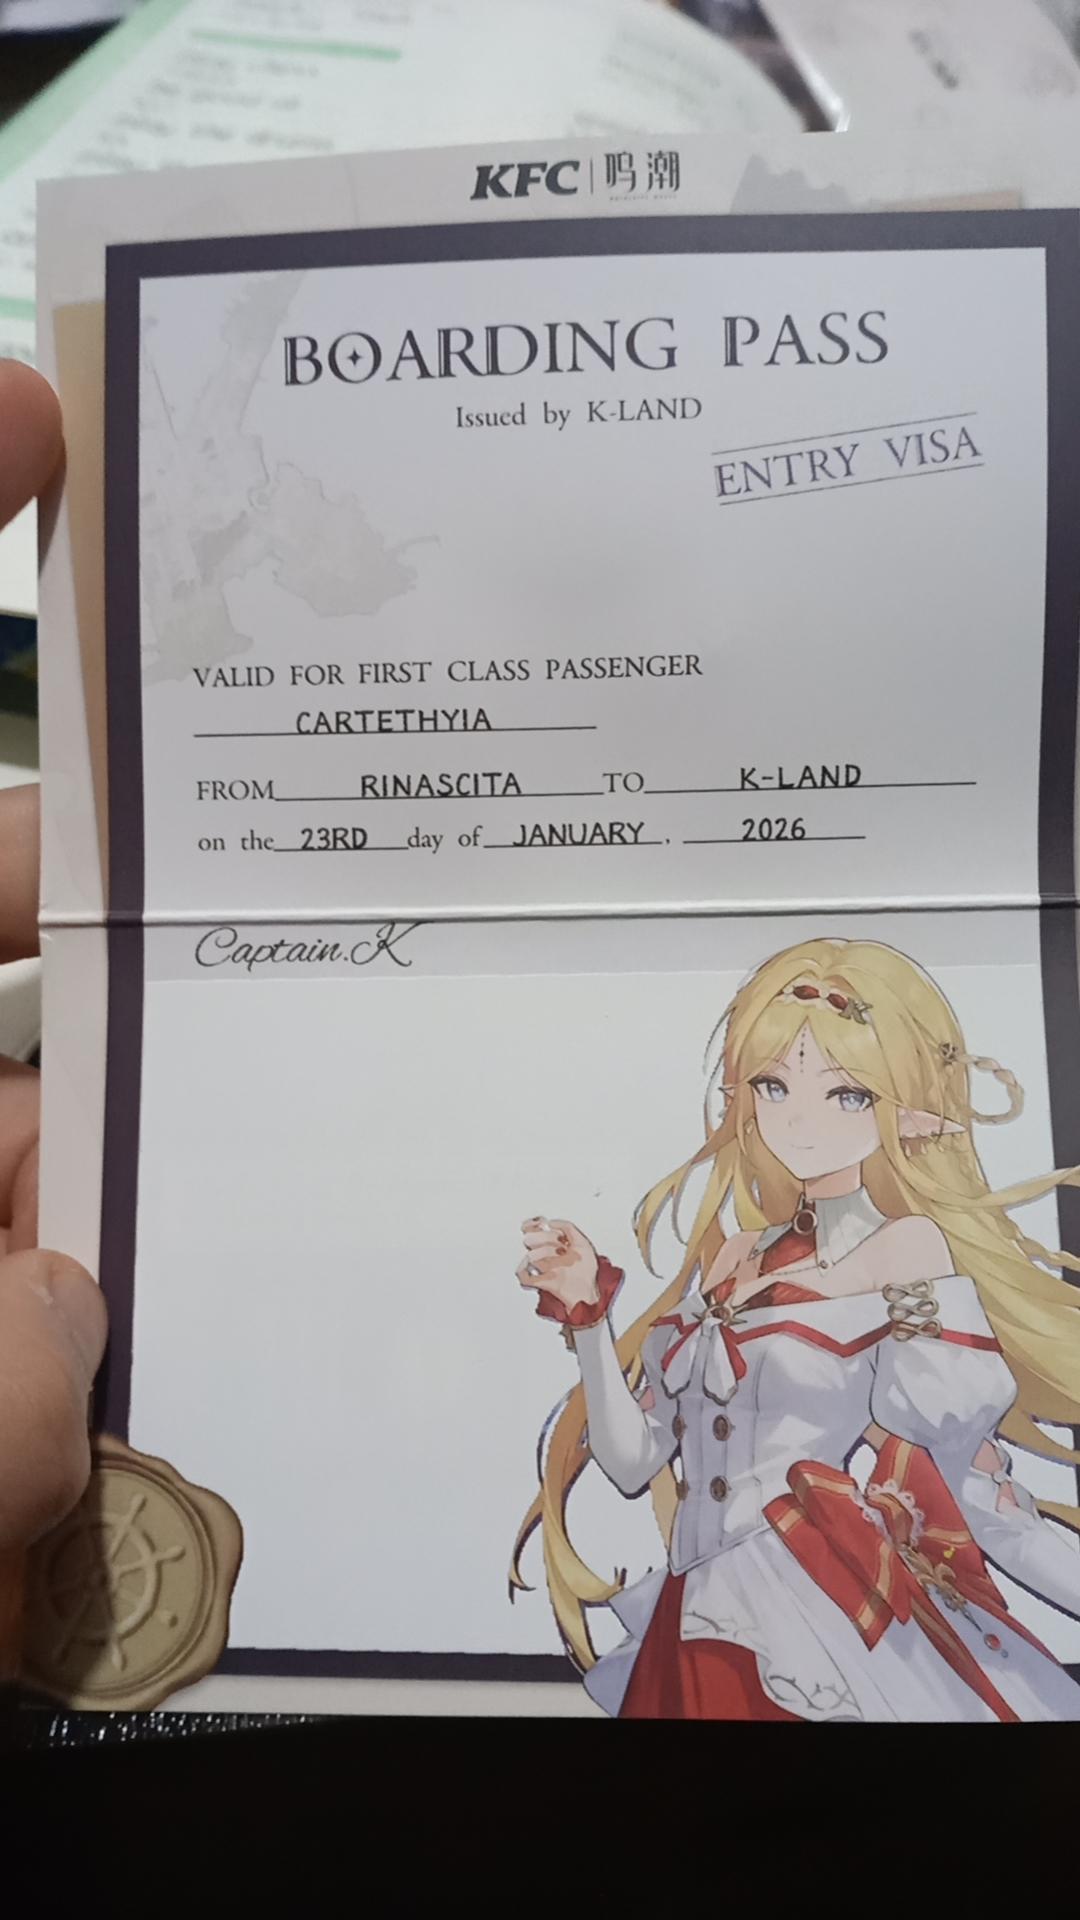 KFC | 鸣潮
BOARDING PASS
Issued by K-LAND
ENTRY VISA
VALID FOR FIRST CLASS PASSENGER
CARTETHYIA
FROM RINASCITA TO K-LAND
on the 23RD day of JANUARY, 2026
Captain.K